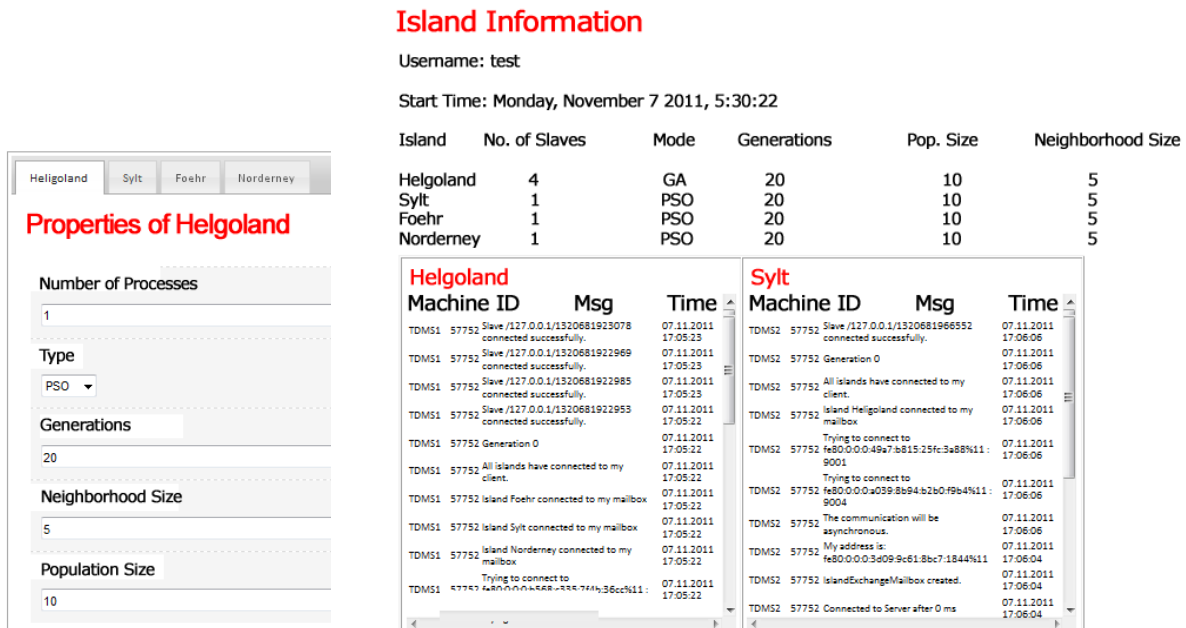 Heligoland Sylt Foehr Norderney
Properties of Helgoland
Number of Processes
1
Type
PSO
Generations
20
Neighborhood Size
5
Population Size
10
Island Information
Username: test
Start Time: Monday, November 7 2011, 5:30:22
Island No. of Slaves Mode Generations Pop. Size Neighborhood Size
Helgoland 4 GA 20 10 5
Sylt 1 PSO 20 10 5
Foehr 1 PSO 20 10 5
Norderney 1 PSO 20 10 5
Helgoland
Machine ID Msg Time
TDMS1 57752 Slave /127.0.0.1/1320681923078 07.11.2011
connected successfully. 17:05:23
TDMS1 57752 Slave /127.0.0.1/1320681922969 07.11.2011
connected successfully. 17:05:23
TDMS1 57752 Slave /127.0.0.1/1320681922985 07.11.2011
connected successfully. 17:05:23
TDMS1 57752 Slave /127.0.0.1/1320681922953 07.11.2011
connected successfully. 17:05:22
TDMS1 57752 Generation 0 07.11.2011
17:05:22
TDMS1 57752 All islands have connected to my 07.11.2011
client. 17:05:22
TDMS1 57752 Island Foehr connected to my mailbox 07.11.2011
17:05:22
TDMS1 57752 Island Sylt connected to my mailbox 07.11.2011
17:05:22
TDMS1 57752 Island Norderney connected to my 07.11.2011
mailbox 17:05:22
Trying to connect to 07.11.2011
TDMS1 57752 17:05:22
Sylt
Machine ID Msg Time
TDMS2 57752 Slave /127.0.0.1/1320681966552 07.11.2011
connected successfully. 17:06:06
TDMS2 57752 Generation 0 07.11.2011
17:06:06
TDMS2 57752 All islands have connected to my 07.11.2011
client. 17:06:06
TDMS2 57752 Island Heligoland connected to my 07.11.2011
mailbox 17:06:06
Trying to connect to 07.11.2011
TDMS2 57752 fe80:0:0:0:49a7:b815:25fc:3a88%11 : 17:06:06
9001
Trying to connect to 07.11.2011
TDMS2 57752 fe80:0:0:0:a039:8b94:b2b0:f9b4%11 : 17:06:06
9004
TDMS2 57752 The communication will be 07.11.2011
asynchronous. 17:06:06
TDMS2 57752 My address is: 07.11.2011
fe80:0:0:0:3d09:9c61:8bc7:1844%11 17:06:04
TDMS2 57752 IslandExchangeMailbox created. 07.11.2011
17:06:04
TDMS2 57752 Connected to Server after 0 ms 07.11.2011
17:06:04